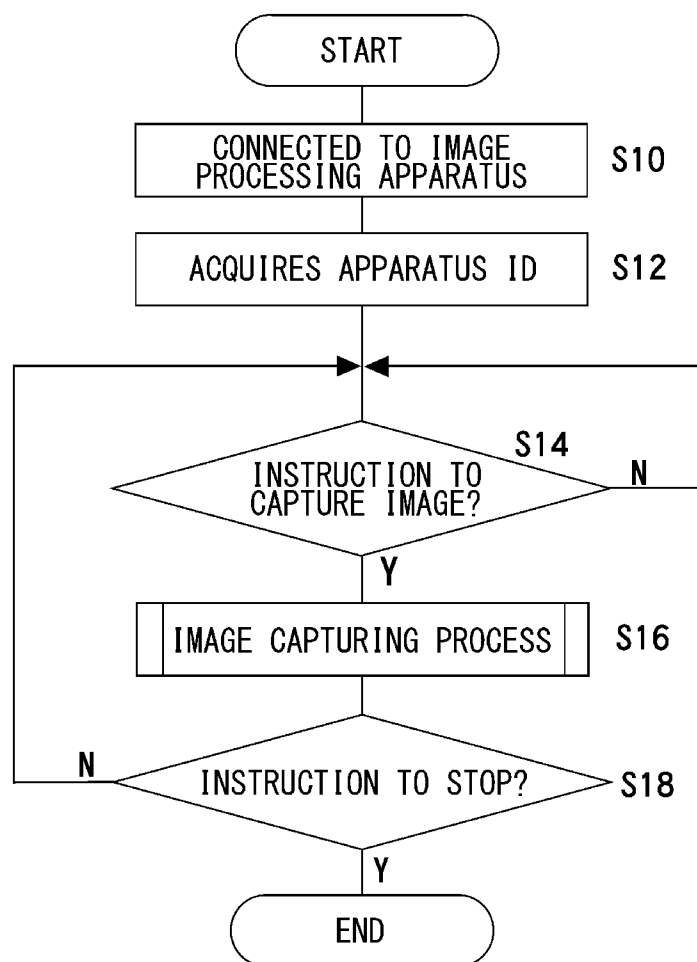 START
CONNECTED TO IMAGE
PROCESSING APPARATUS
S10
ACQUIRES APPARATUS ID
S12
S14
INSTRUCTION TO
CAPTURE IMAGE?
N
Y
IMAGE CAPTURING PROCESS
S16
N
INSTRUCTION TO STOP?
S18
Y
END